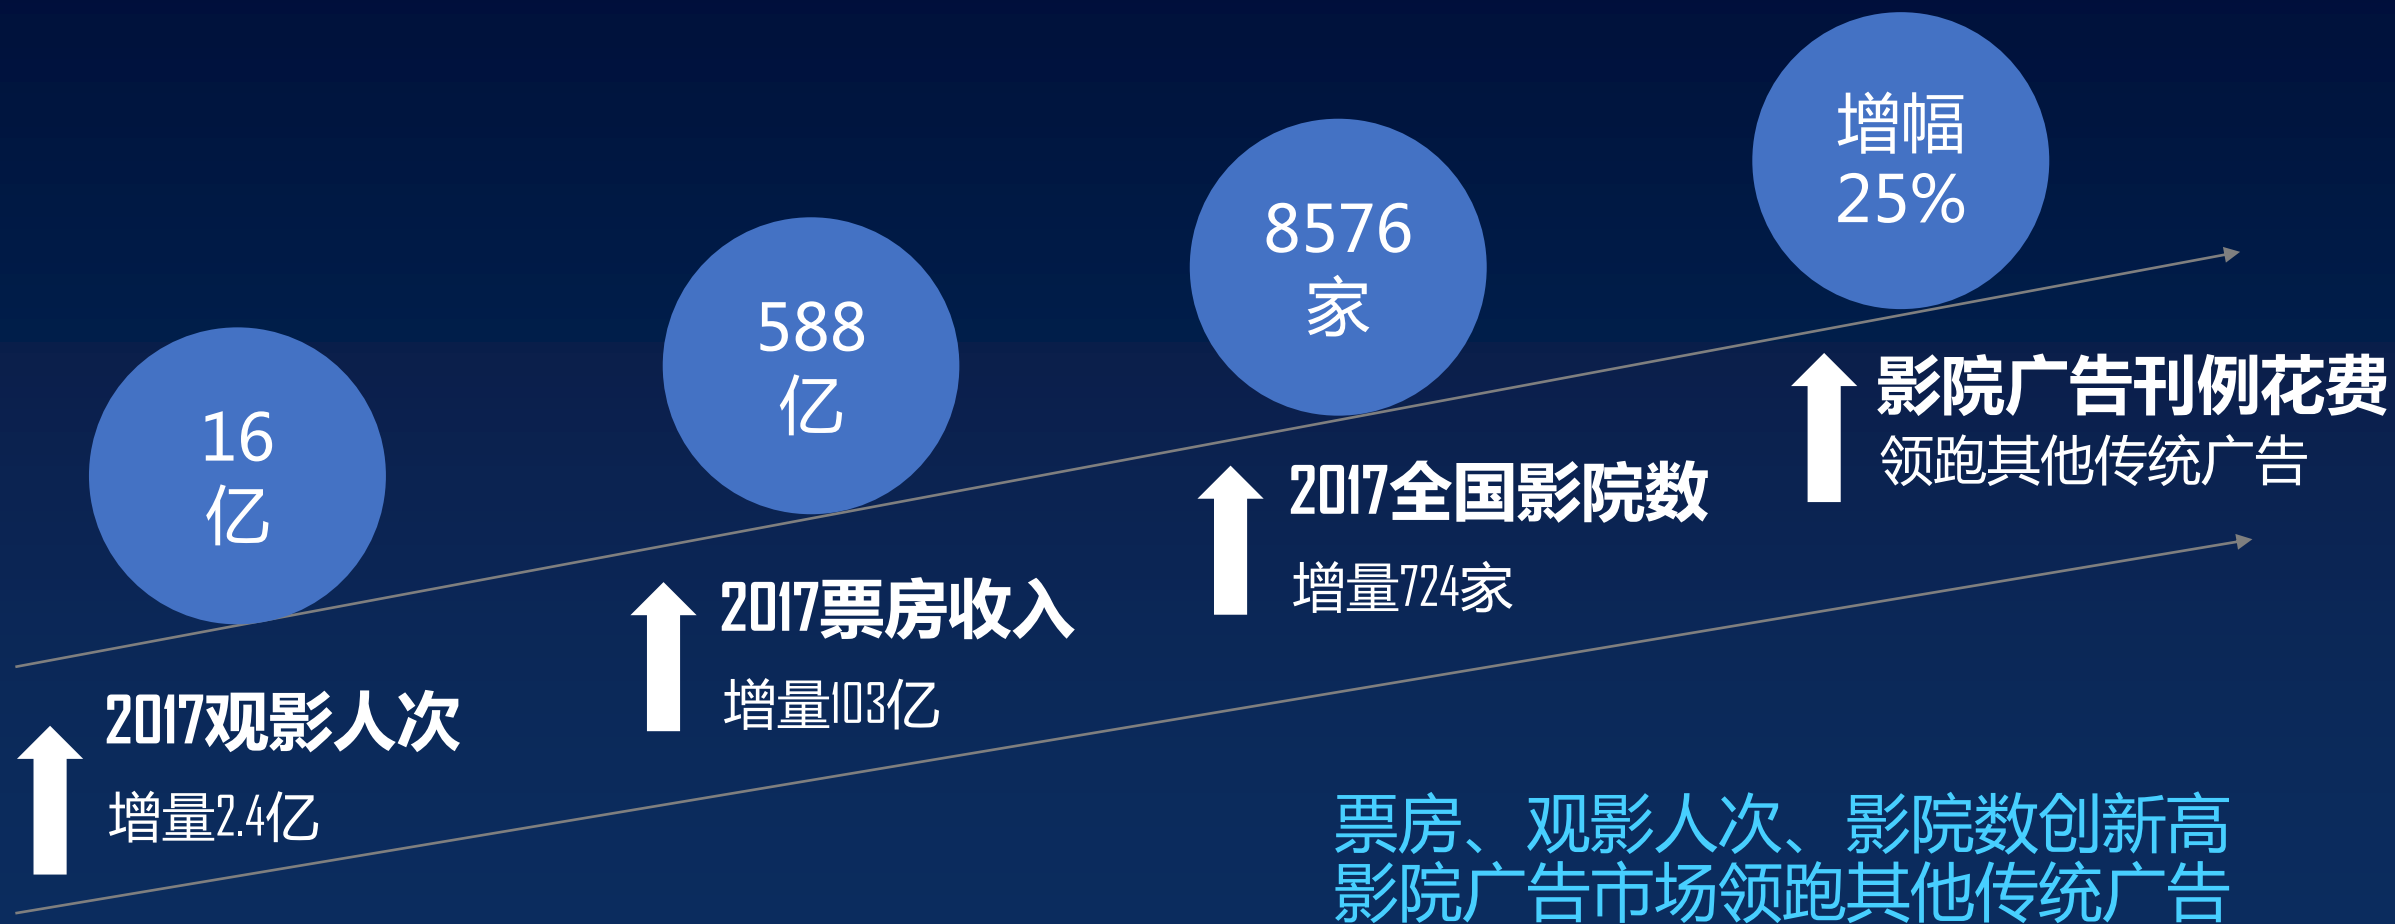 16
亿
2017观影人次
增量2.4亿
588
亿
2017票房收入
增量103亿
8576
家
2017全国影院数
增量724家
增幅
25%
影院广告刊例花费
领跑其他传统广告
票房、观影人次、影院数创新高
影院广告市场领跑其他传统广告